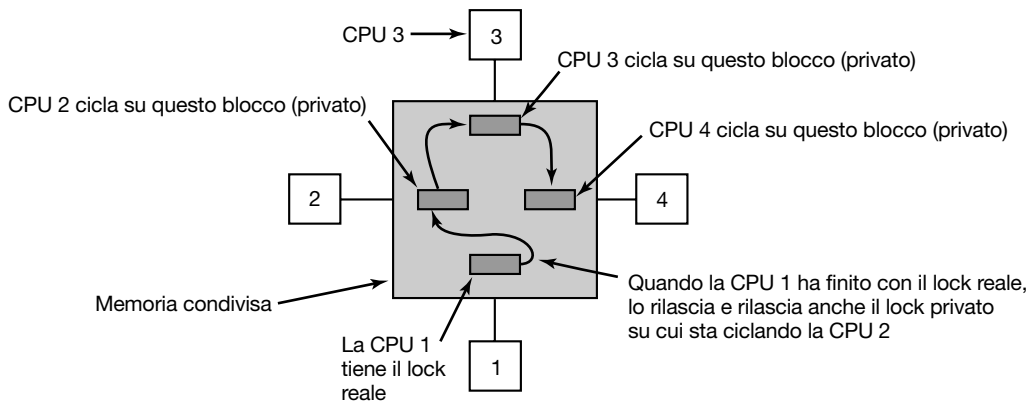 CPU 3
3
CPU 3 cicla su questo blocco (privato)
CPU 2 cicla su questo blocco (privato)
CPU 4 cicla su questo blocco (privato)
2
4
Memoria condivisa
Quando la CPU 1 ha finito con il lock reale,
lo rilascia e rilascia anche il lock privato
su cui sta ciclando la CPU 2
La CPU 1
tiene il lock
reale
1